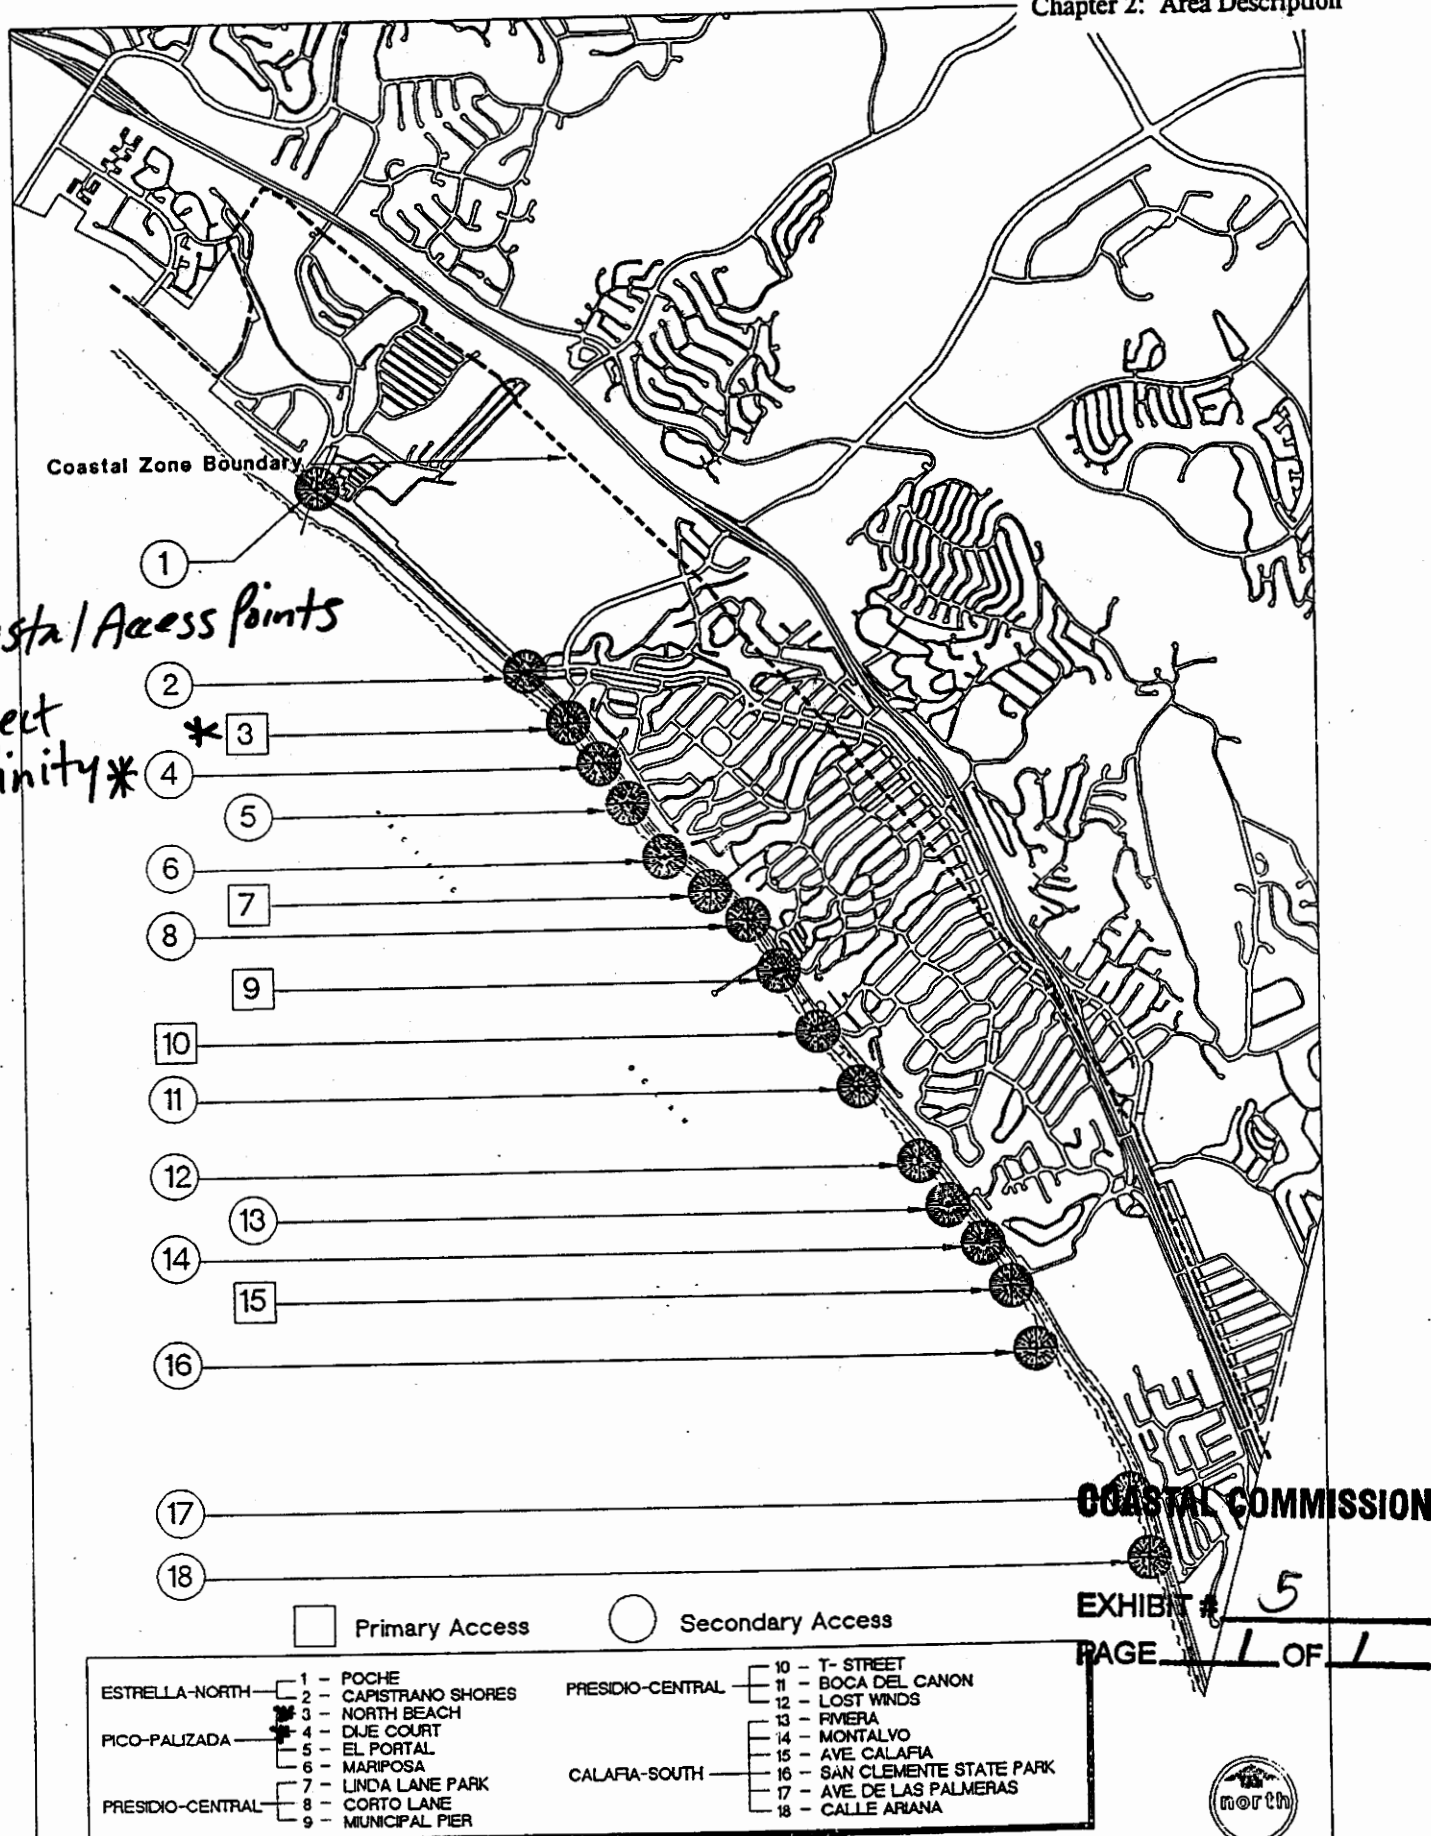 Chapter 2: Area Description
Coastal Zone Boundary
1
Access Points
2
* 3
*
4
5
6
7
8
9
10
11
12
13
14
15
16
17
COASTAL COMMISSION
18
EXHIBIT # 5
PAGE 1 OF 1
Primary Access
Secondary Access
ESTRELLA-NORTH
1 - POCHE
2 - CAPISTRANO SHORES
PICO-PALIZADA
* 3 - NORTH BEACH
* 4 - DIJE COURT
5 - EL PORTAL
6 - MARIPOSA
PRESIDIO-CENTRAL
7 - LINDA LANE PARK
8 - CORTO LANE
9 - MIUNICIPAL PIER
PRESIDIO-CENTRAL
10 - T- STREET
11 - BOCA DEL CANON
12 - LOST WINDS
CALAFIA-SOUTH
13 - RIVIERA
14 - MONTALVO
15 - AVE. CALAFIA
16 - SAN CLEMENTE STATE PARK
17 - AVE. DE LAS PALMERAS
18 - CALLE ARIANA
north